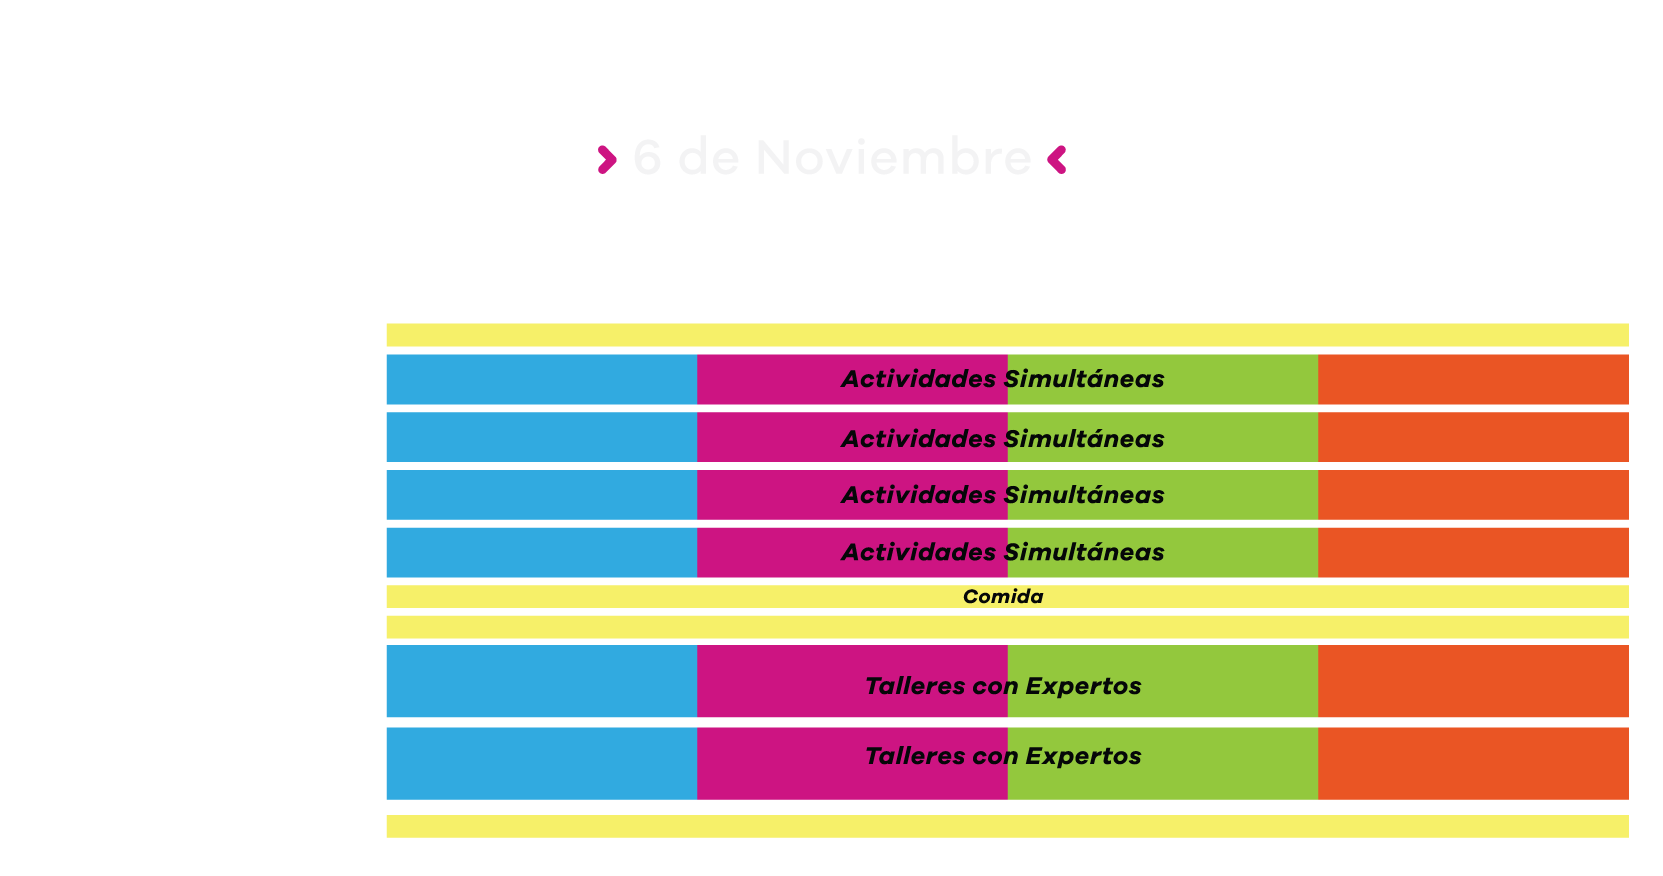 6 de Noviembre
Actividades Simultáneas
Actividades Simultáneas
Actividades Simultáneas
Actividades Simultáneas
Comida
Talleres con Expertos
Talleres con Expertos